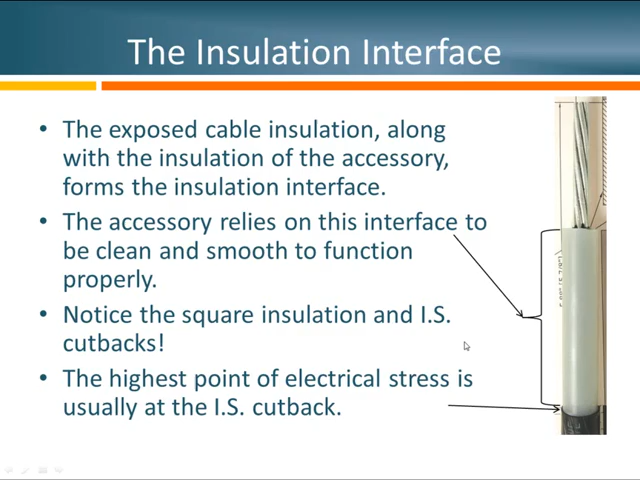 The Insulation Interface
• The exposed cable insulation, along
with the insulation of the accessory,
forms the insulation interface.
• The accessory relies on this interface to
be clean and smooth to function
properly.
• Notice the square insulation and I.S.
cutbacks!
• The highest point of electrical stress is
usually at the I.S. cutback.